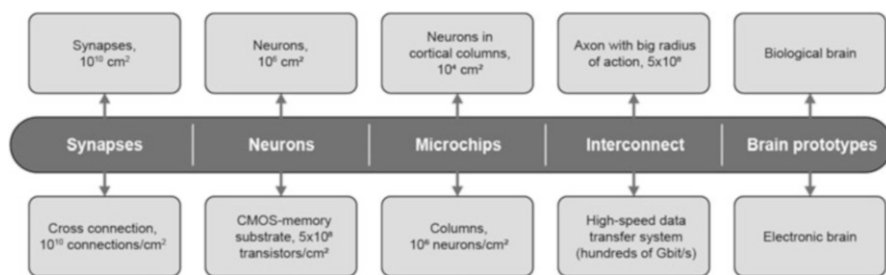 Synapses,
10¹⁰ cm²
Neurons,
10⁶ cm²
Neurons in
cortical columns,
10⁴ cm²
Axon with big radius
of action, 5x10⁸
Biological brain
Synapses
Neurons
Microchips
Interconnect
Brain prototypes
Cross connection,
10¹⁰ connections/cm²
CMOS-memory
substrate, 5x10⁸
transistors/cm²
Columns,
10⁶ neurons/cm²
High-speed data
transfer system
(hundreds of Gbit/s)
Electronic brain